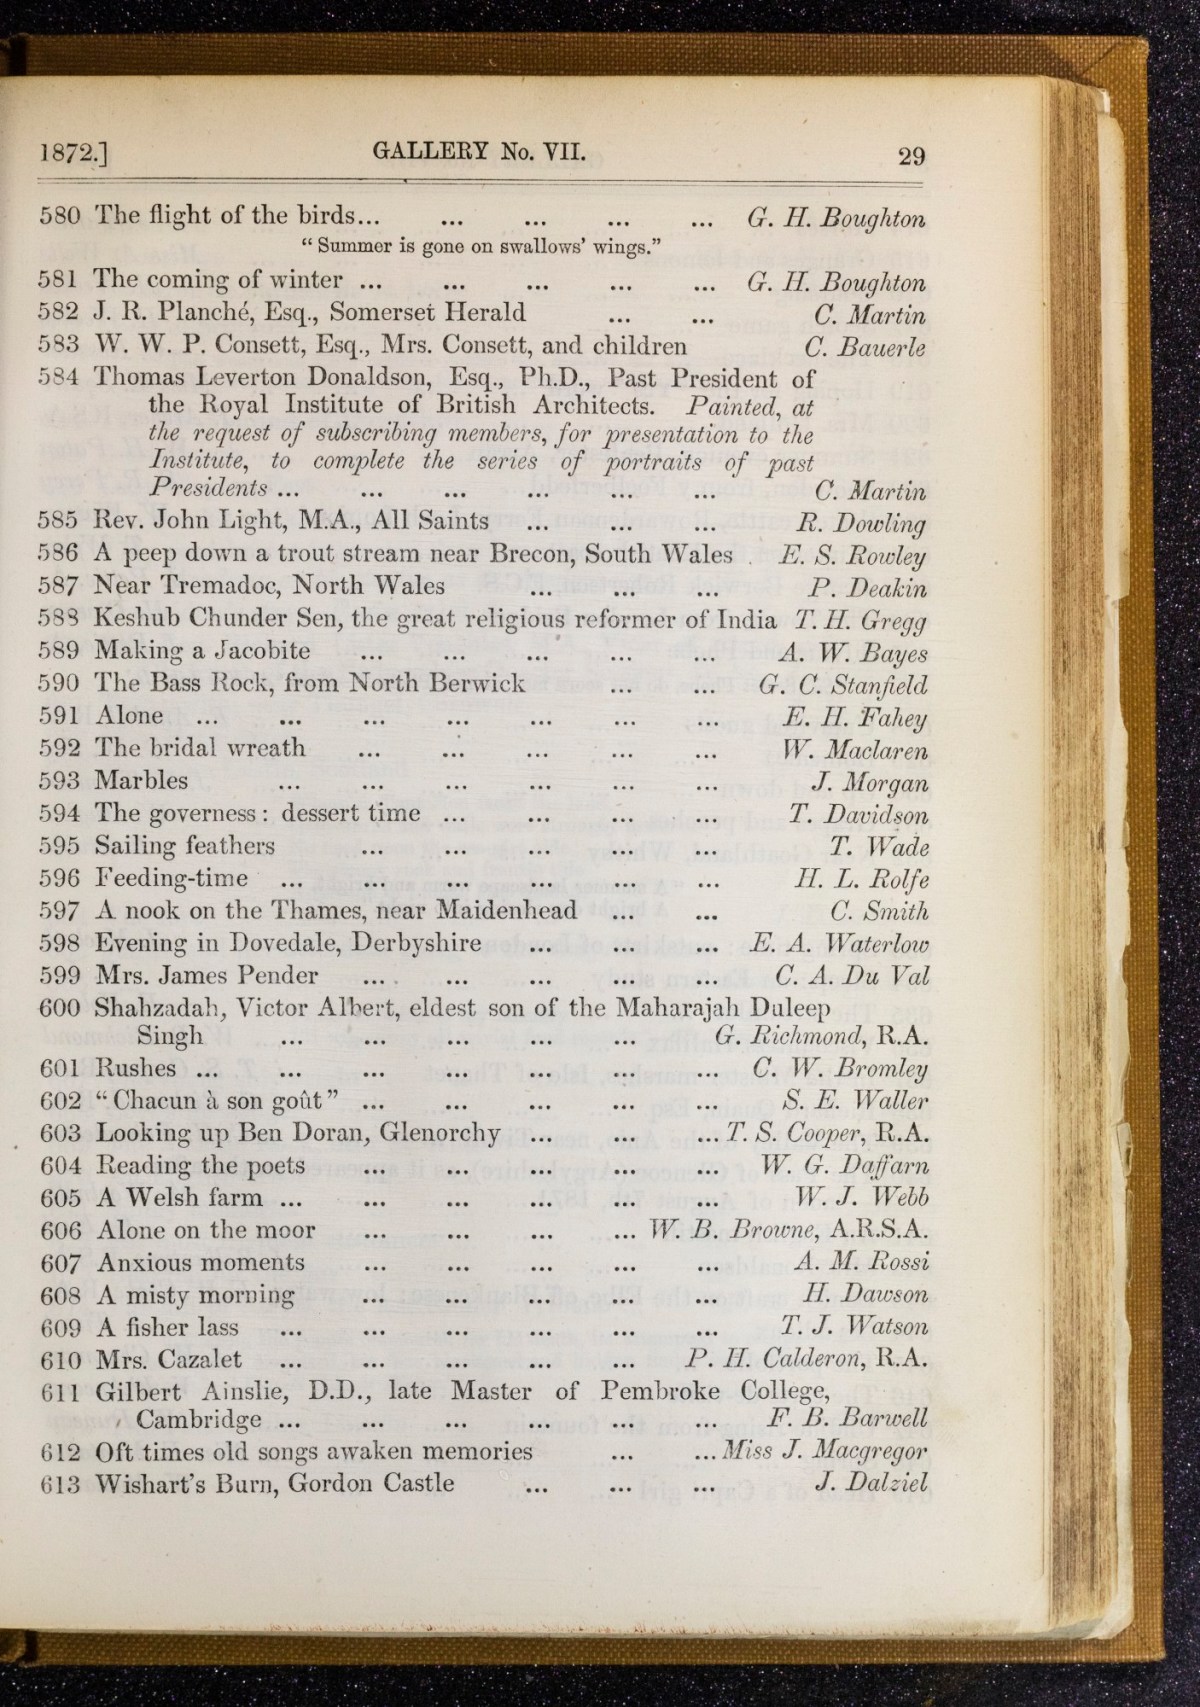 1872.] GALLERY No. VII. 29
580 The flight of the birds... ... ... ... ... G. H. Boughton
“ Summer is gone on swallows’ wings.”
581 The coming of winter ... ... ... ... ... G. H. Boughton
582 J. R. Planché, Esq., Somerset Herald ... ... C. Martin
583 W. W. P. Consett, Esq., Mrs. Consett, and children C. Bauerle
584 Thomas Leverton Donaldson, Esq., Ph.D., Past President of
the Royal Institute of British Architects. Painted, at
the request of subscribing members, for presentation to the
Institute, to complete the series of portraits of past
Presidents ... ... ... ... ... ... C. Martin
585 Rev. John Light, M.A., All Saints ... ... ... R. Dowling
586 A peep down a trout stream near Brecon, South Wales . E. S. Rowley
587 Near Tremadoc, North Wales ... ... ... P. Deakin
588 Keshub Chunder Sen, the great religious reformer of India T. H. Gregg
589 Making a Jacobite ... ... ... ... ... A. W. Bayes
590 The Bass Rock, from North Berwick ... ... G. C. Stanfield
591 Alone ... ... ... ... ... ... ... E. H. Fahey
592 The bridal wreath ... ... ... ... ... W. Maclaren
593 Marbles ... ... ... ... ... ... J. Morgan
594 The governess : dessert time ... ... ... ... T. Davidson
595 Sailing feathers ... ... ... ... ... T. Wade
596 Feeding-time ... ... ... ... ... ... H. L. Rolfe
597 A nook on the Thames, near Maidenhead ... ... C. Smith
598 Evening in Dovedale, Derbyshire ... ... ... E. A. Waterlow
599 Mrs. James Pender ... ... ... ... ... C. A. Du Val
600 Shahzadah, Victor Albert, eldest son of the Maharajah Duleep
Singh ... ... ... ... ... G. Richmond, R.A.
601 Rushes ... ... ... ... ... ... ... C. W. Bromley
602 “ Chacun à son goût ” ... ... ... ... ... S. E. Waller
603 Looking up Ben Doran, Glenorchy ... ... ... T. S. Cooper, R.A.
604 Reading the poets ... ... ... ... ... W. G. Daffarn
605 A Welsh farm ... ... ... ... ... ... W. J. Webb
606 Alone on the moor ... ... ... ... W. B. Browne, A.R.S.A.
607 Anxious moments ... ... ... ... ... A. M. Rossi
608 A misty morning ... ... ... ... ... H. Dawson
609 A fisher lass ... ... ... ... ... ... T. J. Watson
610 Mrs. Cazalet ... ... ... ... ... P. H. Calderon, R.A.
611 Gilbert Ainslie, D.D., late Master of Pembroke College,
Cambridge ... ... ... ... ... ... F. B. Barwell
612 Oft times old songs awaken memories ... ... Miss J. Macgregor
613 Wishart’s Burn, Gordon Castle ... ... ... J. Dalziel